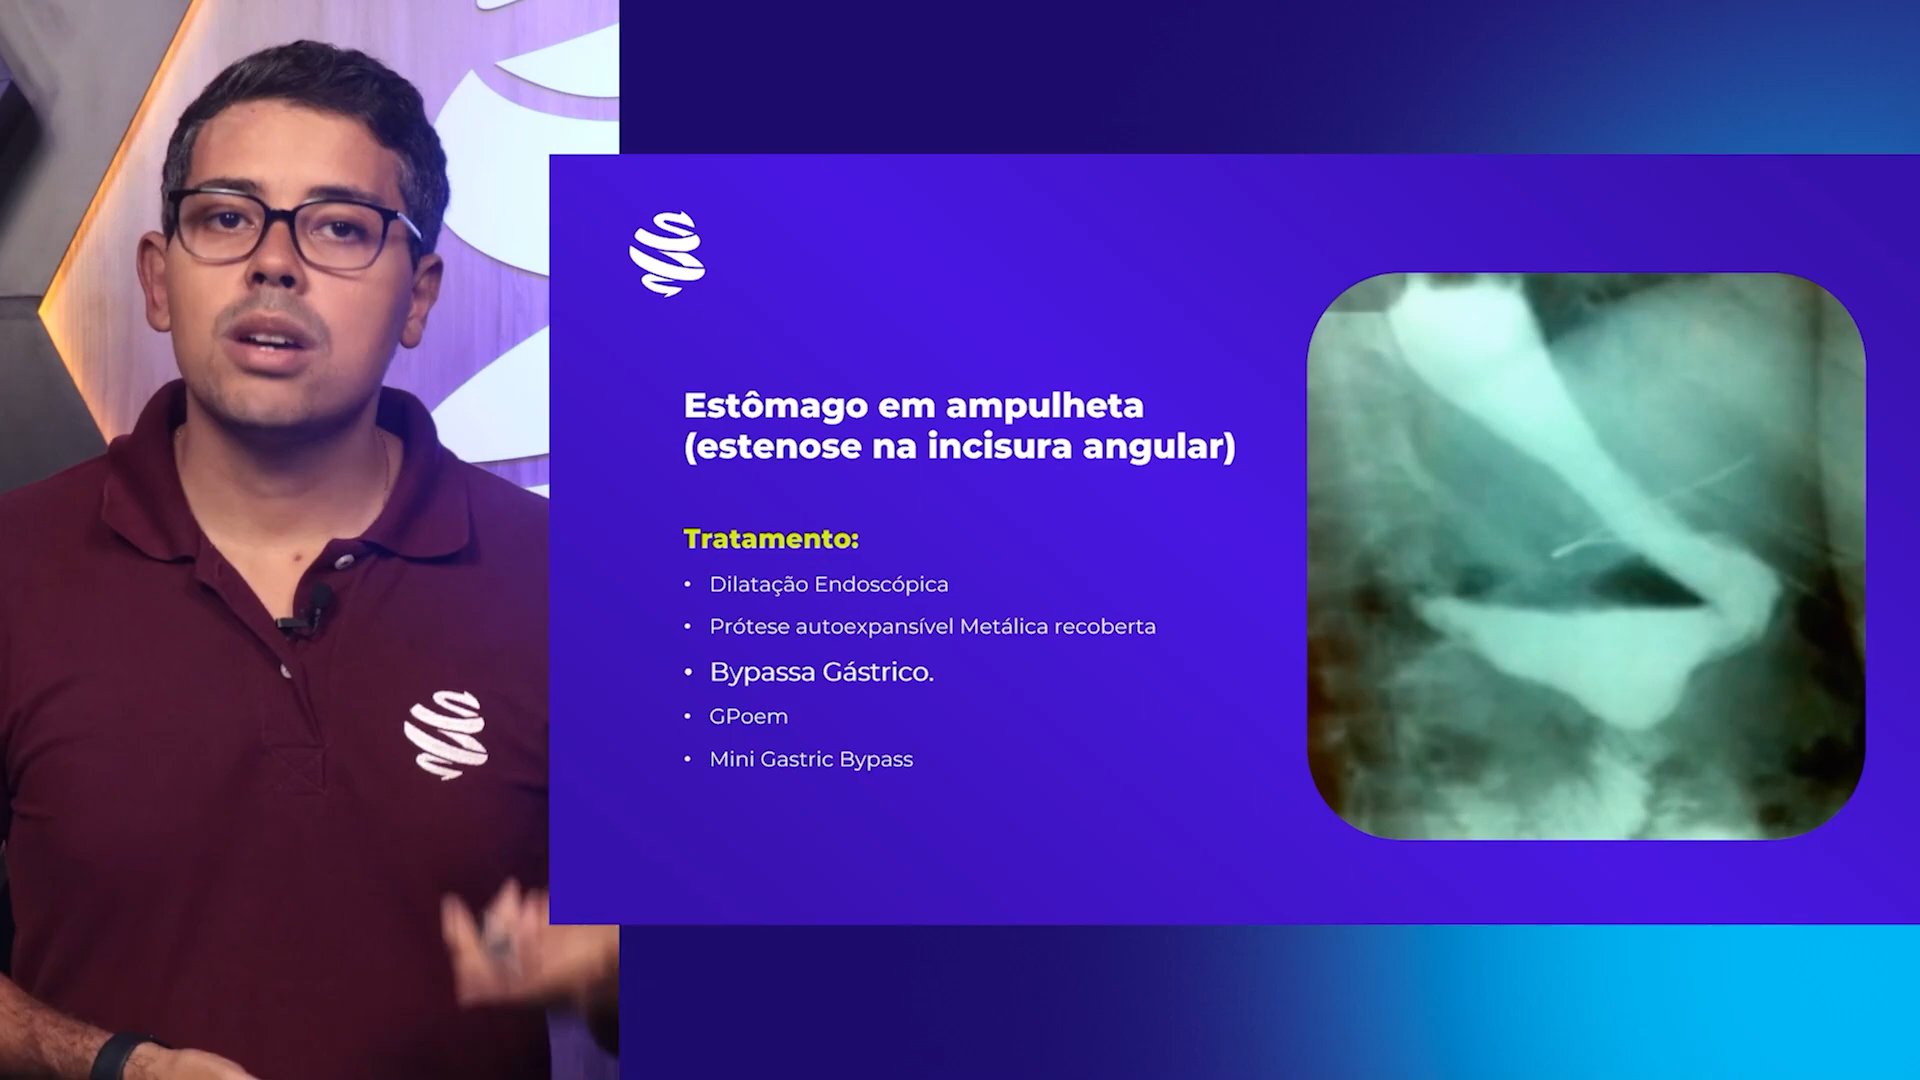 Estômago em ampulheta
(estenose na incisura angular)
Tratamento:
• Dilatação Endoscópica
• Prótese autoexpansível Metálica recoberta
• Bypassa Gástrico.
• GPoem
• Mini Gastric Bypass